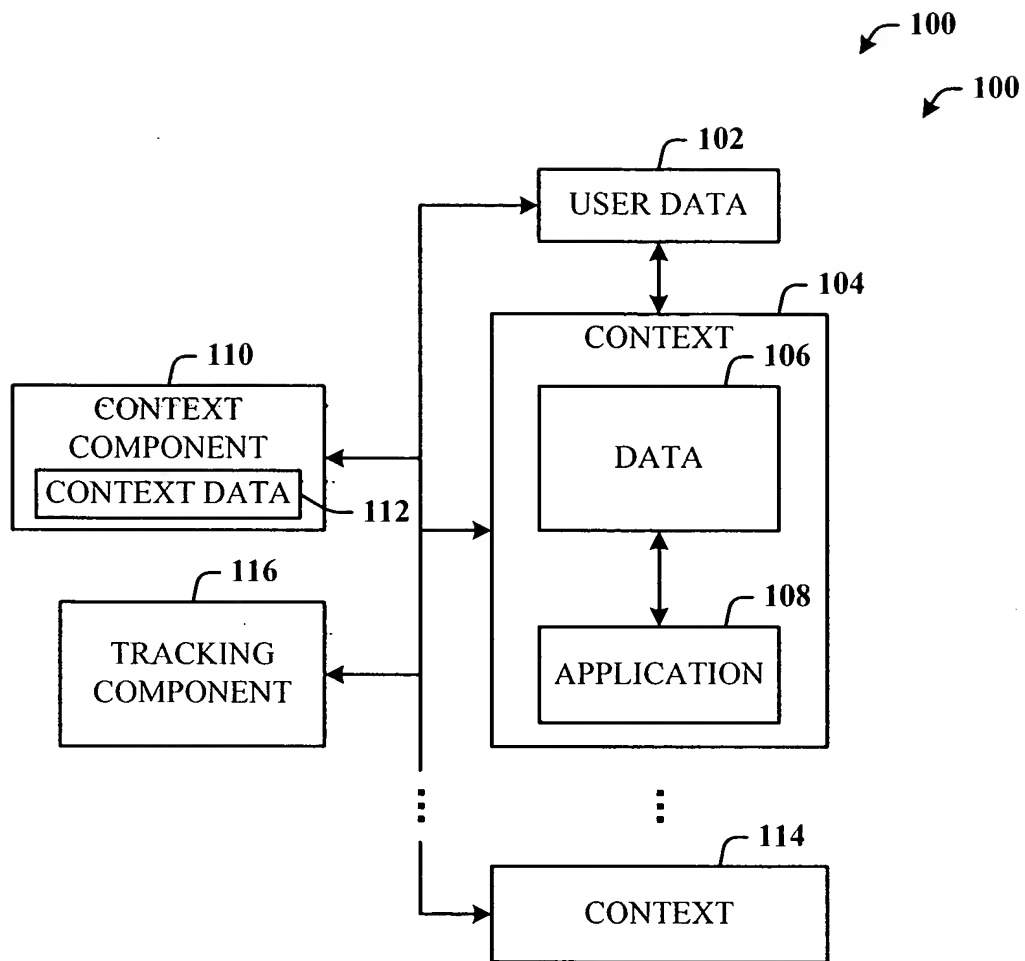 100
100
102
USER DATA
104
CONTEXT
106
DATA
110
CONTEXT
COMPONENT
CONTEXT DATA
112
116
TRACKING
COMPONENT
108
APPLICATION
114
CONTEXT